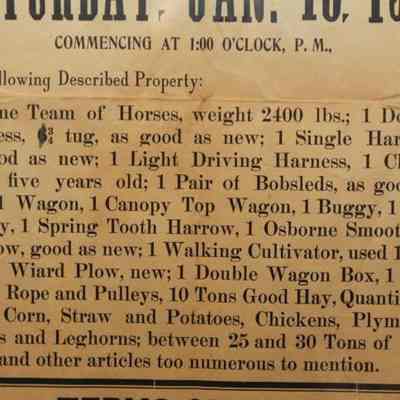 JAN. 10,
COMMENCING AT 1:00 O'CLOCK, P. M.,
llowing Described Property:
ne Team of Horses, weight 2400 lbs.; 1 Do
ess, 1¾ tug, as good as new; 1 Single Har
od as new; 1 Light Driving Harness, 1 C
five years old; 1 Pair of Bobsleds, as goo
l Wagon, 1 Canopy Top Wagon, 1 Buggy, 1
y, 1 Spring Tooth Harrow, 1 Osborne Smoot
ow, good as new; 1 Walking Cultivator, used 1
Wiard Plow, new; 1 Double Wagon Box, 1
Rope and Pulleys, 10 Tons Good Hay, Quanti
Corn, Straw and Potatoes, Chickens, Plym
s and Leghorns; between 25 and 30 Tons of
and other articles too numerous to mention.